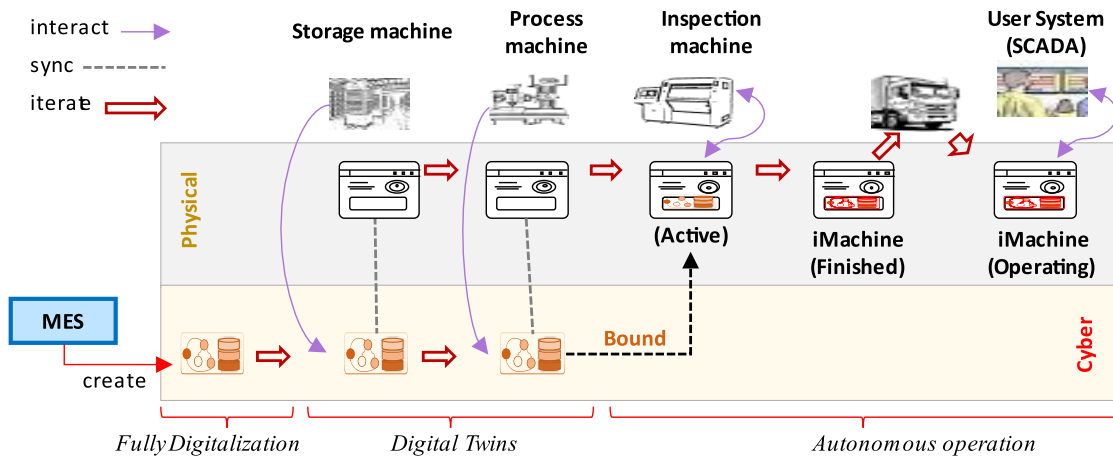 interact
sync
iterate
Storage machine
Process
machine
Inspection
machine
User System
(SCADA)
Physical
(Active)
iMachine
(Finished)
iMachine
(Operating)
MES
create
Bound
Cyber
Fully Digitalization
Digital Twins
Autonomous operation